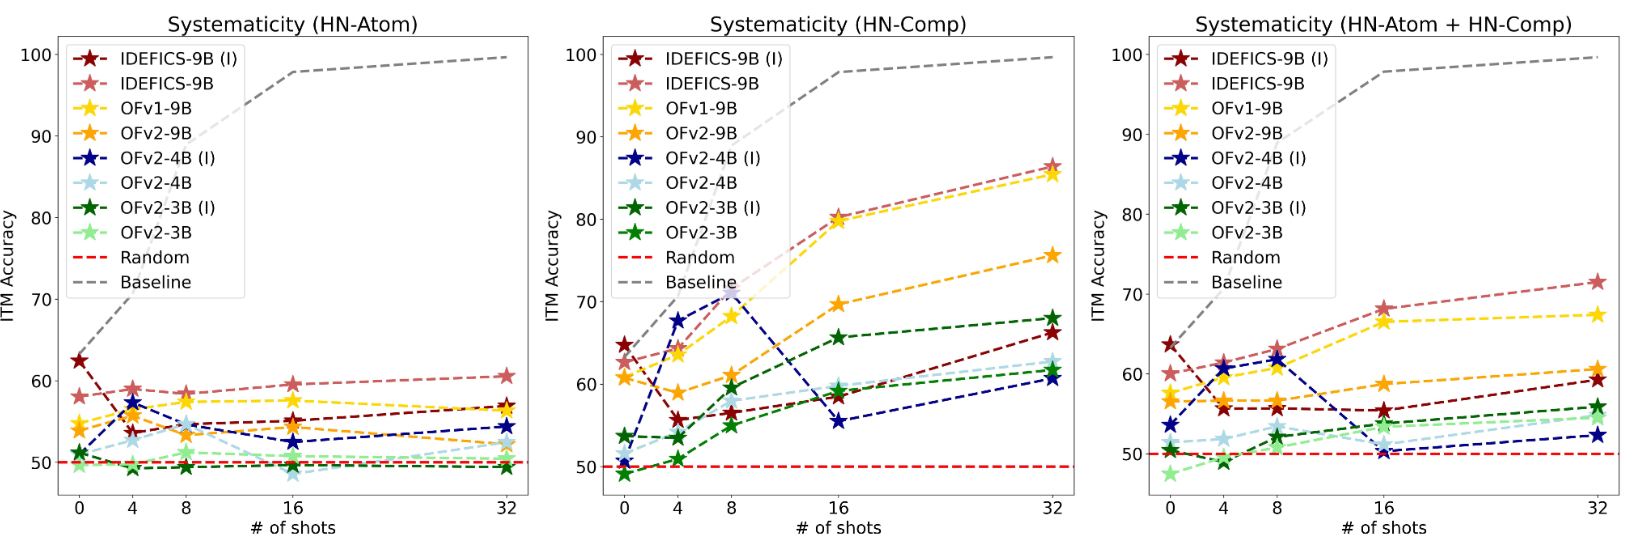 Systematicity (HN-Atom)
ITM Accuracy
100
90
80
70
60
50
IDEFICS-9B (I)
IDEFICS-9B
OFv1-9B
OFv2-9B
OFv2-4B (I)
OFv2-4B
OFv2-3B (I)
OFv2-3B
Random
Baseline
0 4 8 16 32
# of shots
Systematicity (HN-Comp)
ITM Accuracy
100
90
80
70
60
50
IDEFICS-9B (I)
IDEFICS-9B
OFv1-9B
OFv2-9B
OFv2-4B (I)
OFv2-4B
OFv2-3B (I)
OFv2-3B
Random
Baseline
0 4 8 16 32
# of shots
Systematicity (HN-Atom + HN-Comp)
ITM Accuracy
100
90
80
70
60
50
IDEFICS-9B (I)
IDEFICS-9B
OFv1-9B
OFv2-9B
OFv2-4B (I)
OFv2-4B
OFv2-3B (I)
OFv2-3B
Random
Baseline
0 4 8 16 32
# of shots